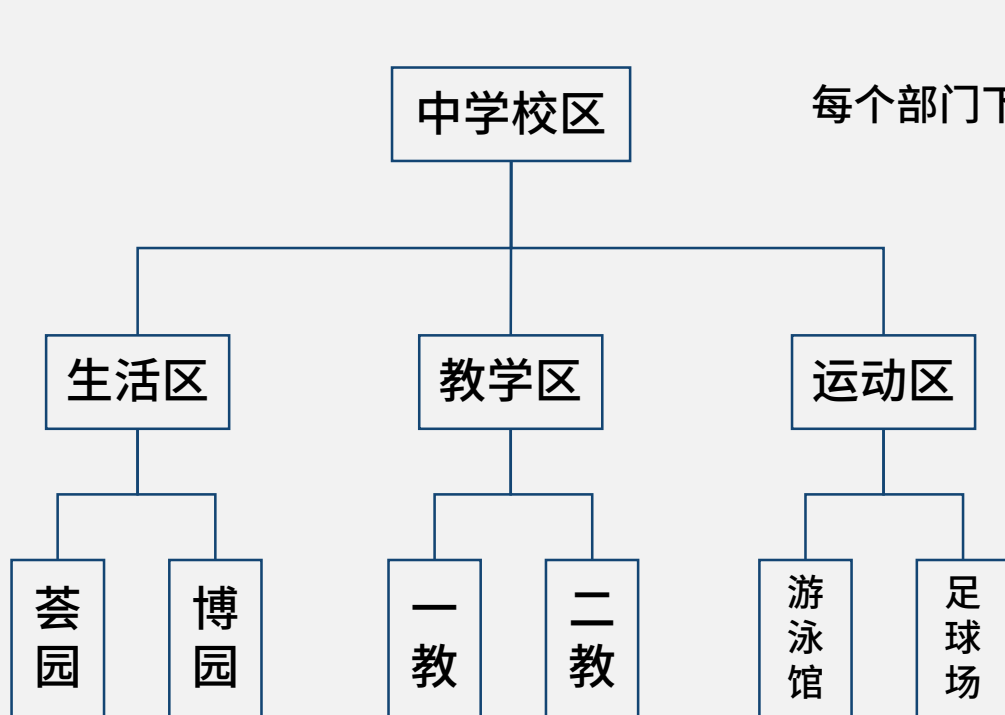 中学校区
每个部门下
生活区
教学区
运动区
荟园
博园
一教
二教
游泳馆
足球场